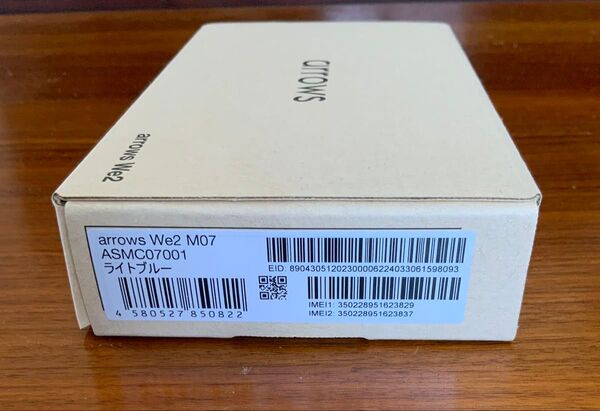 arrows
arrows We2
arrows We2 M07
ASMC07001
ライトブルー
4 580527 850822
EID: 89043051202300006224033061598093
IMEI1: 350228951623829
IMEI2: 350228951623837